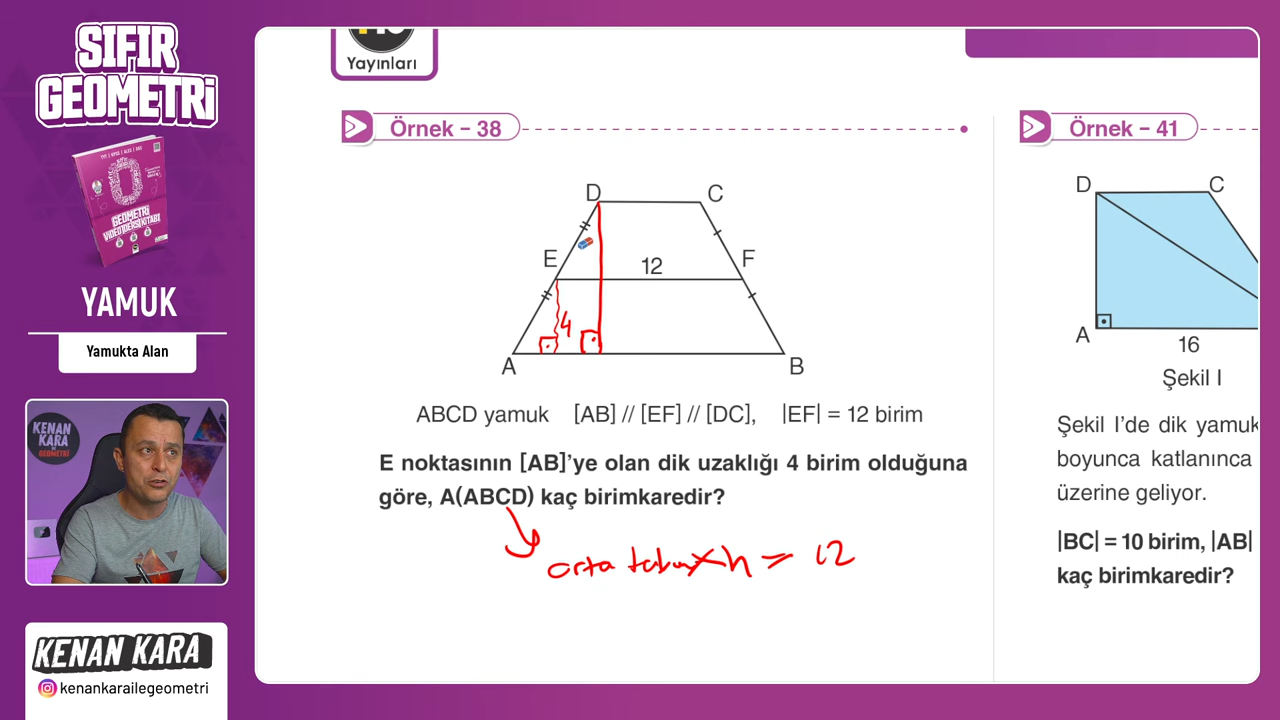 SIFIR
GEOMETRİ
GEOMETRİ
VİDEO DERS KİTABI
YAMUK
Yamukta Alan
KENAN
KARA
GEOMETRİ
KENAN KARA
kenankarailegeometri
Yayınları
Örnek – 38
D
C
E
12
F
4
A
B
ABCD yamuk [AB] // [EF] // [DC], |EF| = 12 birim
E noktasının [AB]'ye olan dik uzaklığı 4 birim olduğuna
göre, A(ABCD) kaç birimkaredir?
orta taban×h = 12
Örnek – 41
D
C
A
16
Şekil I
Şekil I'de dik yamuk
boyunca katlanınca
üzerine geliyor.
|BC| = 10 birim, |AB|
kaç birimkaredir?